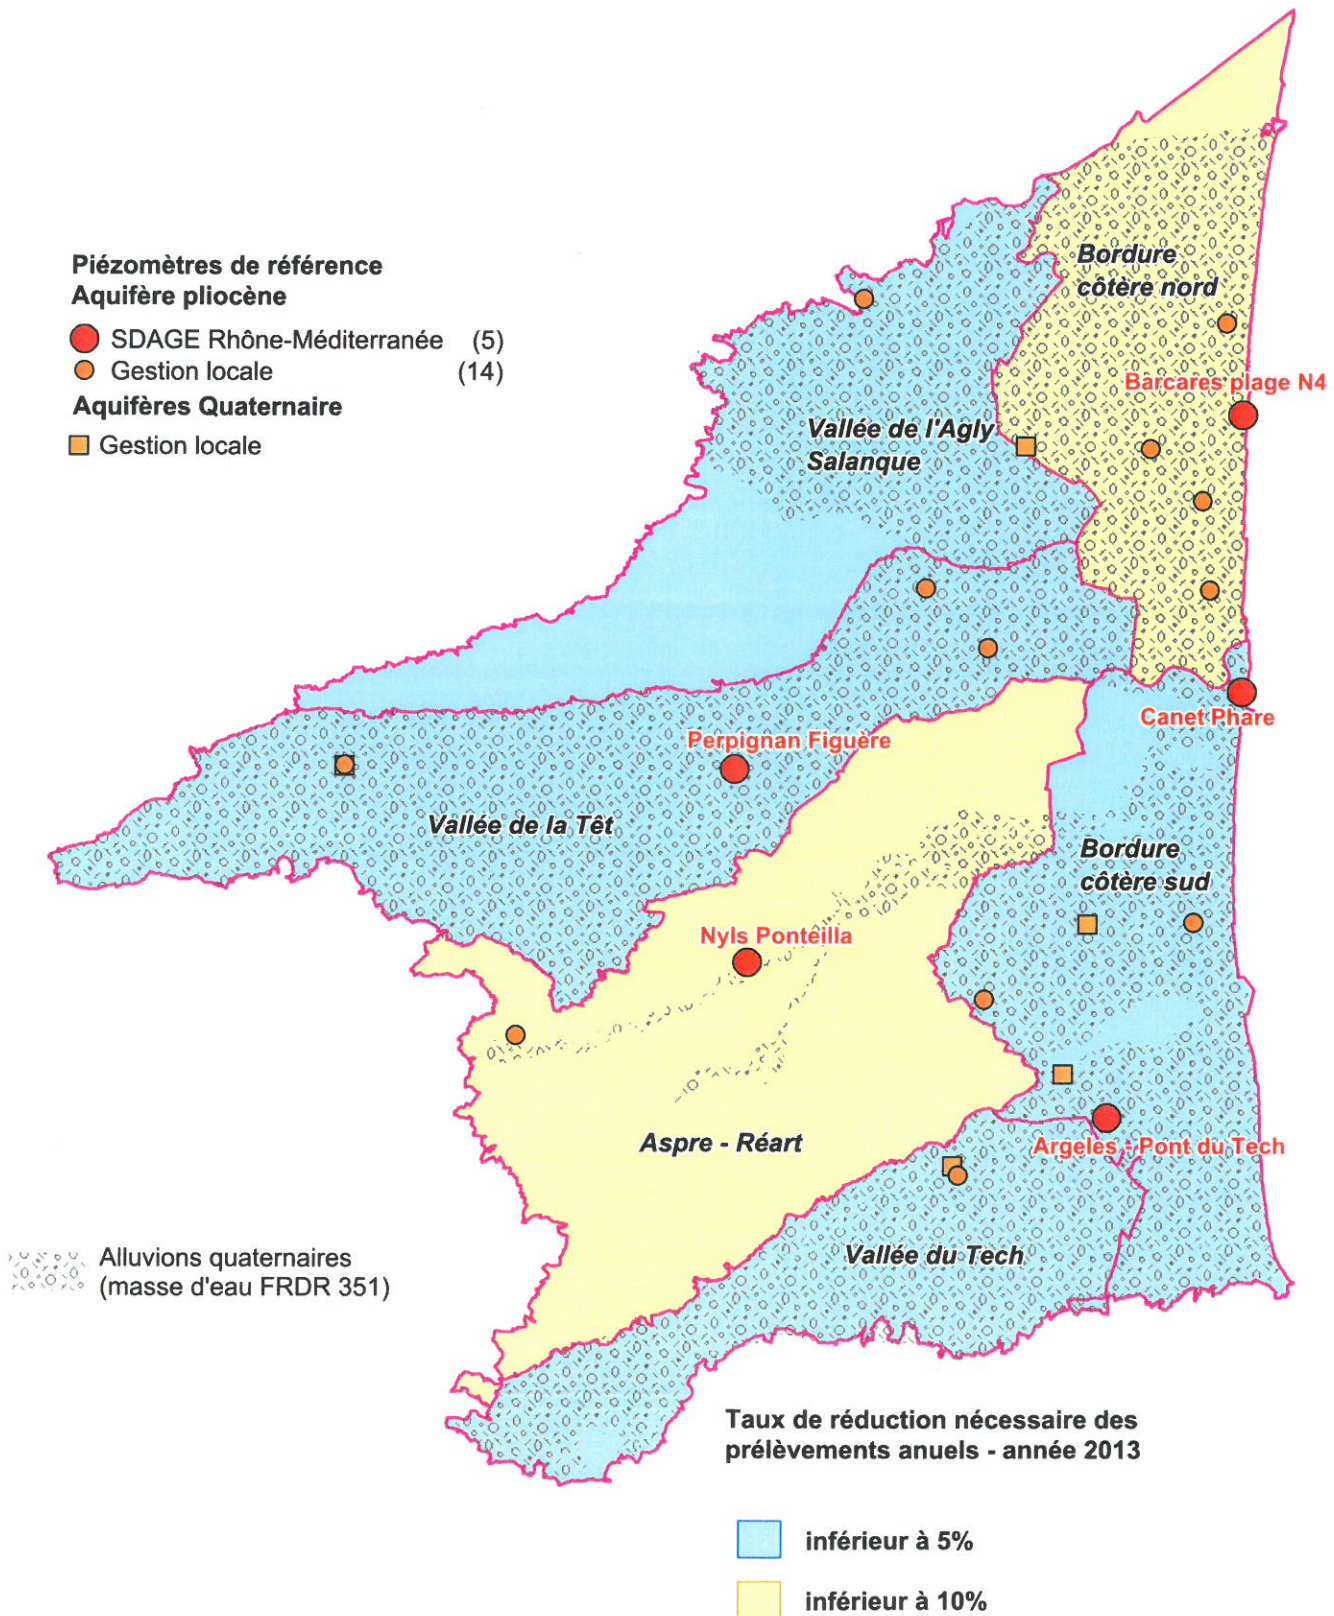 Piézomètres de référence
Aquifère pliocène
SDAGE Rhône-Méditerranée (5)
Gestion locale (14)
Aquifères Quaternaire
Gestion locale
Bordure
côtère nord
Barcares plage N4
Vallée de l'Agly
Salanque
Canet Phare
Perpignan Figuère
Vallée de la Têt
Bordure
côtère sud
Nyls Ponteilla
Aspre - Réart
Argeles - Pont du Tech
Vallée du Tech
Alluvions quaternaires
(masse d'eau FRDR 351)
Taux de réduction nécessaire des
prélèvements anuels - année 2013
inférieur à 5%
inférieur à 10%